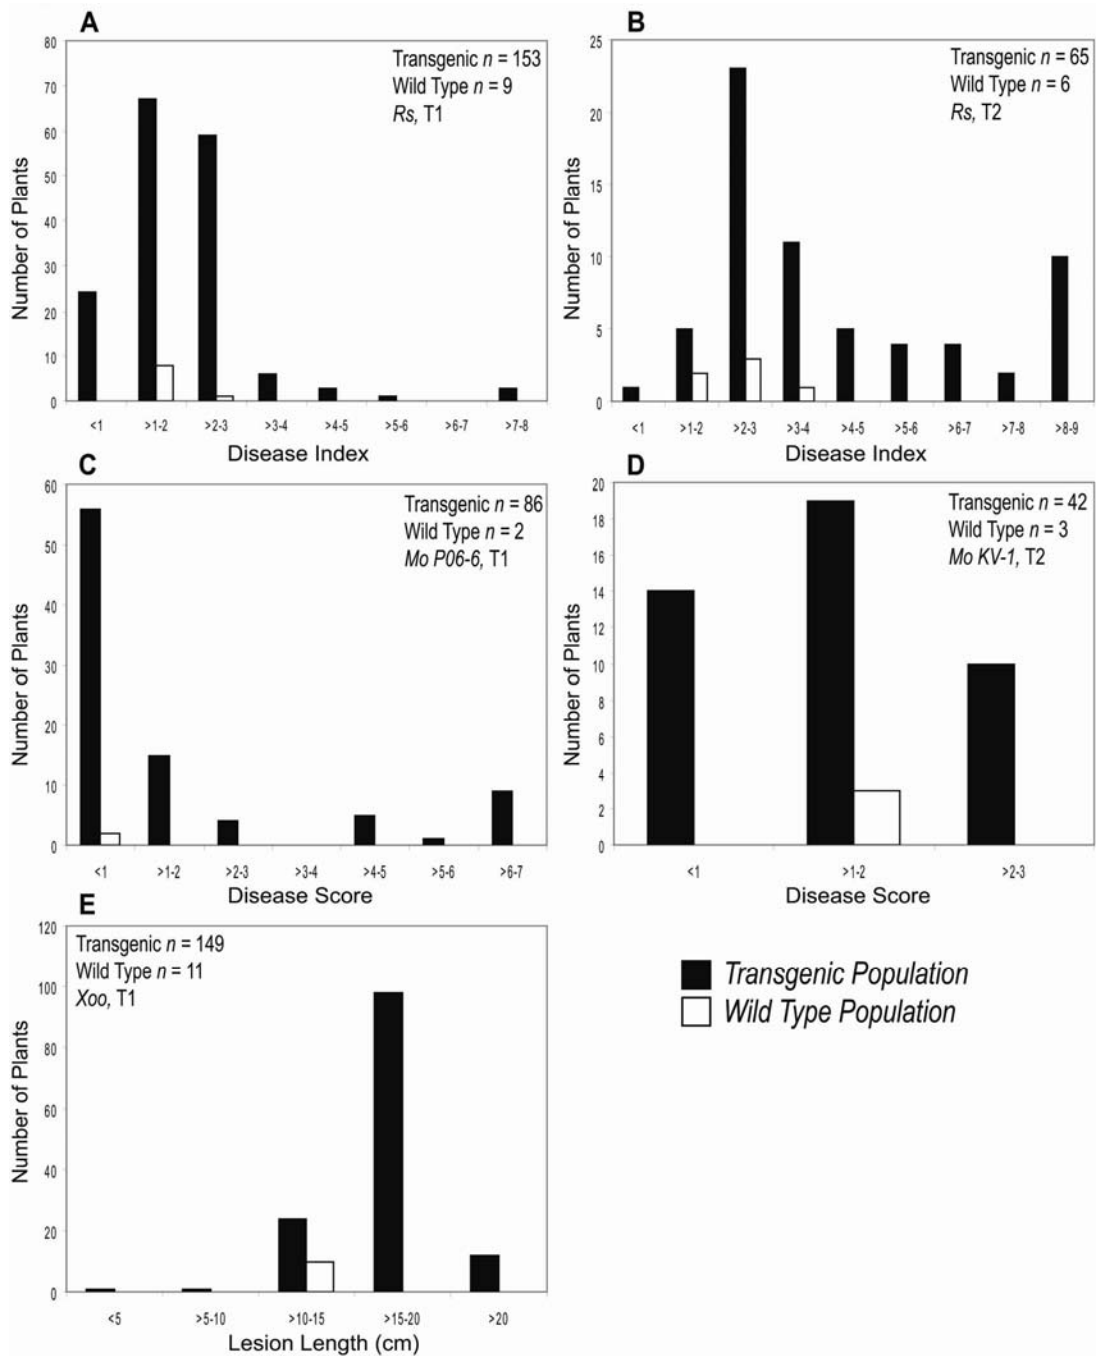 A
Transgenic n = 153
Wild Type n = 9
Rs, T1
Number of Plants
80
70
60
50
40
30
20
10
0
<1 >1-2 >2-3 >3-4 >4-5 >5-6 >6-7 >7-8
Disease Index
B
Transgenic n = 65
Wild Type n = 6
Rs, T2
Number of Plants
25
20
15
10
5
0
<1 >1-2 >2-3 >3-4 >4-5 >5-6 >6-7 >7-8 >8-9
Disease Index
C
Transgenic n = 86
Wild Type n = 2
Mo P06-6, T1
Number of Plants
60
50
40
30
20
10
0
<1 >1-2 >2-3 >3-4 >4-5 >5-6 >6-7
Disease Score
D
Transgenic n = 42
Wild Type n = 3
Mo KV-1, T2
Number of Plants
20
18
16
14
12
10
8
6
4
2
0
<1 >1-2 >2-3
Disease Score
E
Transgenic n = 149
Wild Type n = 11
Xoo, T1
Number of Plants
120
100
80
60
40
20
0
<5 >5-10 >10-15 >15-20 >20
Lesion Length (cm)
Transgenic Population
Wild Type Population